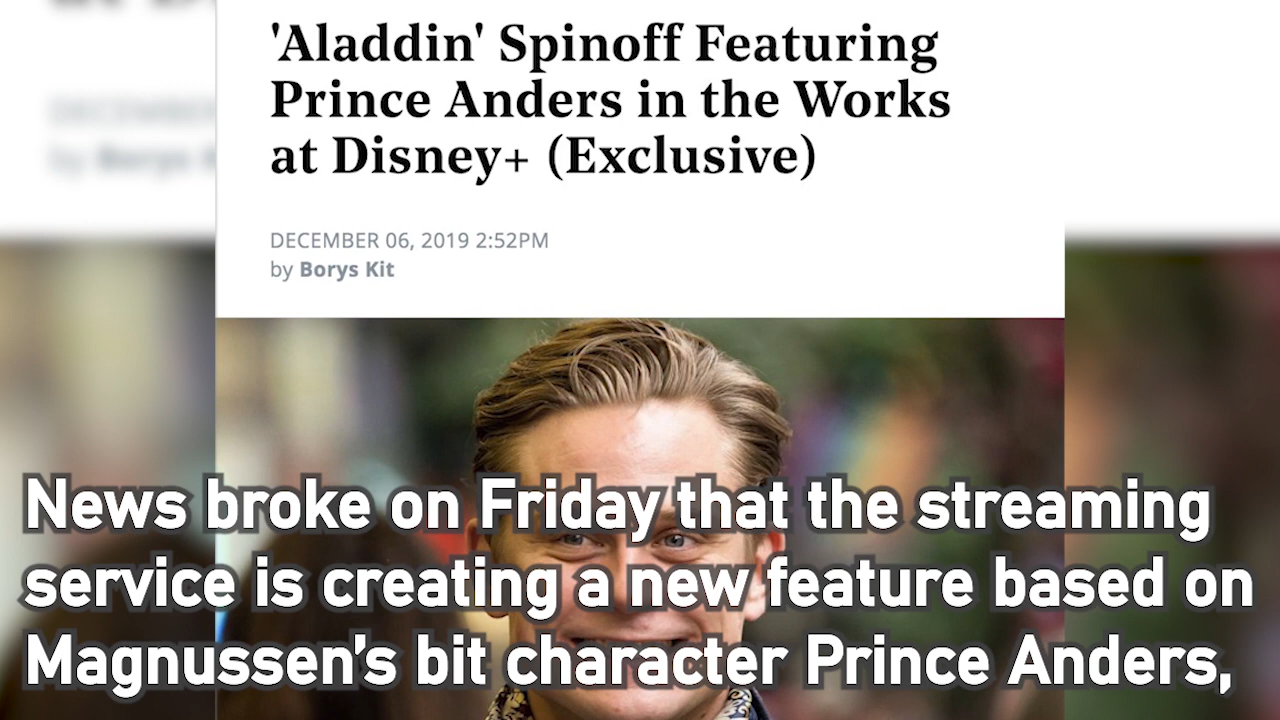 'Aladdin' Spinoff Featuring
Prince Anders in the Works
at Disney+ (Exclusive)
DECEMBER 06, 2019 2:52PM
by Borys Kit
News broke on Friday that the streaming
service is creating a new feature based on
Magnussen's bit character Prince Anders,